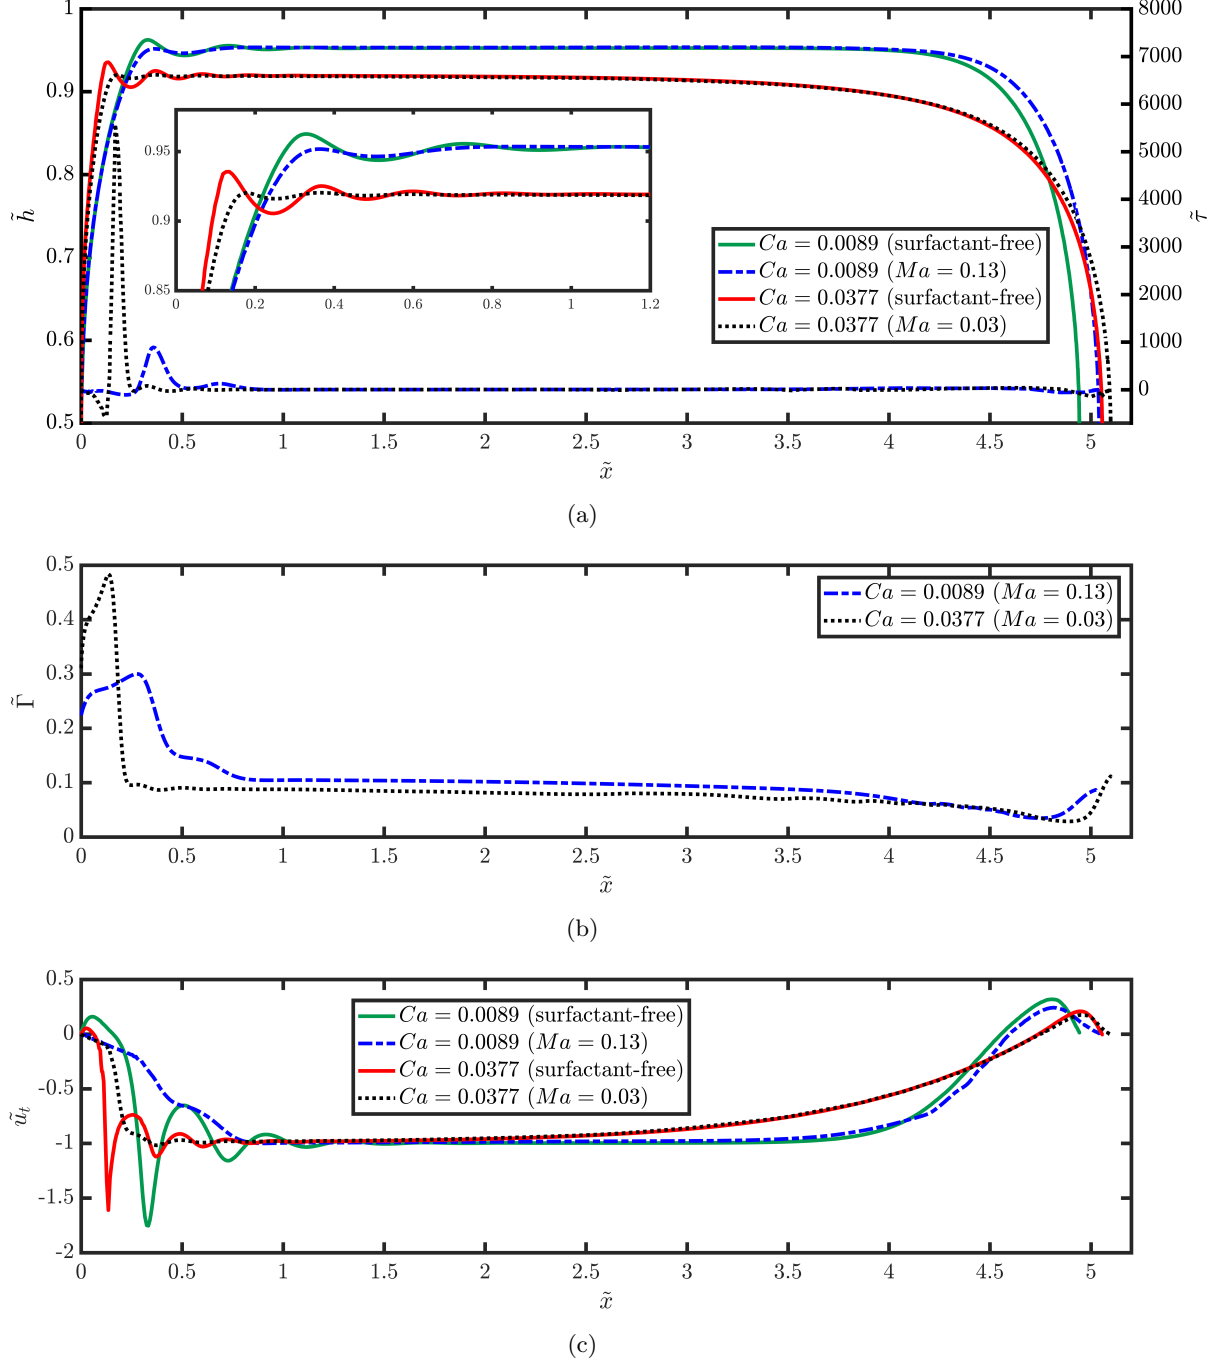 1
0.9
0.8
0.7
0.6
0.5
h̃
8000
7000
6000
5000
4000
3000
2000
1000
0
τ̃
0.95
0.9
0.85
0 0.2 0.4 0.6 0.8 1 1.2
Ca = 0.0089 (surfactant-free)
Ca = 0.0089 (Ma = 0.13)
Ca = 0.0377 (surfactant-free)
Ca = 0.0377 (Ma = 0.03)
0 0.5 1 1.5 2 2.5 3 3.5 4 4.5 5
x̃
(a)
0.5
0.4
0.3
0.2
0.1
0
Γ̃
Ca = 0.0089 (Ma = 0.13)
Ca = 0.0377 (Ma = 0.03)
0 0.5 1 1.5 2 2.5 3 3.5 4 4.5 5
x̃
(b)
0.5
0
-0.5
-1
-1.5
-2
ũt
Ca = 0.0089 (surfactant-free)
Ca = 0.0089 (Ma = 0.13)
Ca = 0.0377 (surfactant-free)
Ca = 0.0377 (Ma = 0.03)
0 0.5 1 1.5 2 2.5 3 3.5 4 4.5 5
x̃
(c)